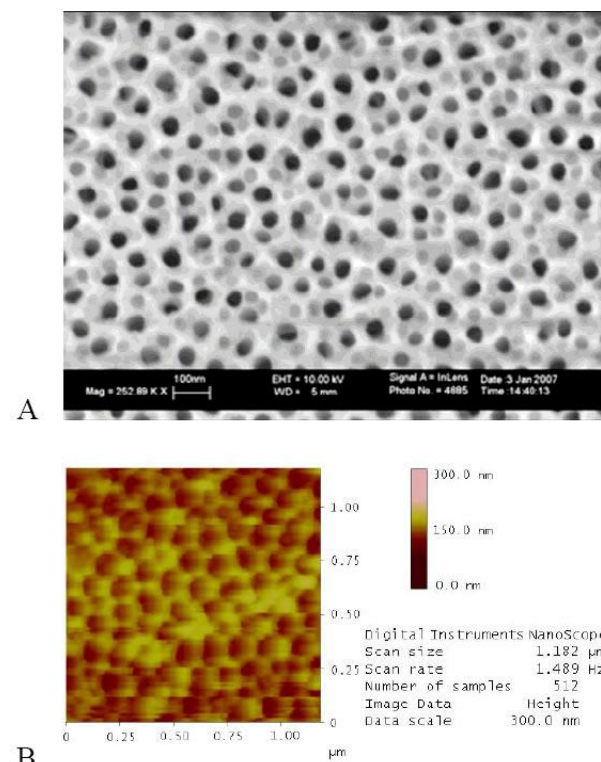 A
100nm
Mag = 252.89 K X
EHT = 10.00 kV
WD = 5 mm
Signal A = InLens
Photo No. = 4885
Date :3 Jan 2007
Time :14:40:13
B
300.0 nm
150.0 nm
0.0 nm
1.00
0.75
0.50
0.25
0
0 0.25 0.50 0.75 1.00
µm
Digital Instruments NanoScope
Scan size 1.182 µm
Scan rate 1.489 Hz
Number of samples 512
Image Data Height
Data scale 300.0 nm